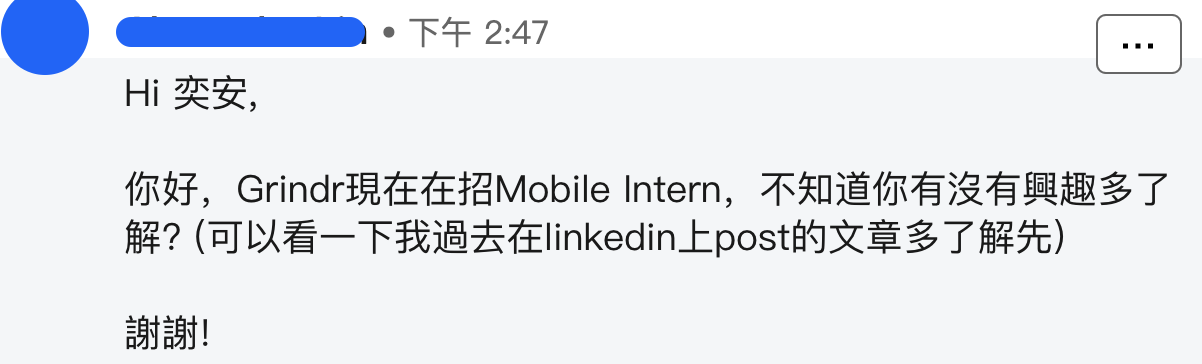 • 下午 2:47
...
Hi 奕安,
你好，Grindr現在在招Mobile Intern，不知道你有沒有興趣多了
解? (可以看一下我過去在linkedin上post的文章多了解先)
謝謝!